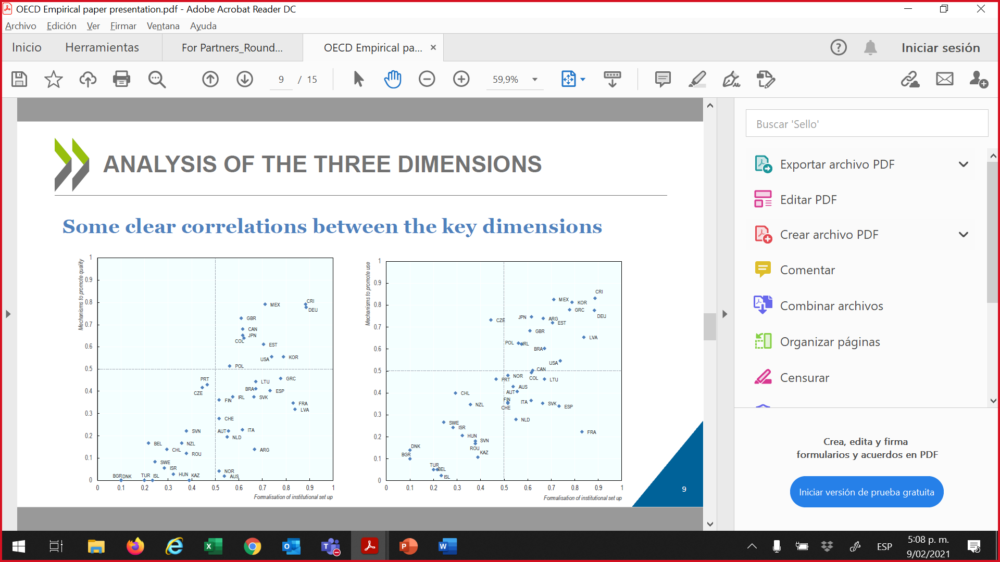 OECD Empirical paper presentation.pdf - Adobe Acrobat Reader DC
Archivo Edición Ver Firmar Ventana Ayuda
Inicio Herramientas For Partners_Round... OECD Empirical pa... × Iniciar sesión
9 / 15 59,9%
ANALYSIS OF THE THREE DIMENSIONS
Some clear correlations between the key dimensions
Mechanisms to promote quality
1
0.9
0.8
0.7
0.6
0.5
0.4
0.3
0.2
0.1
0
MEX
CRI
DEU
GBR
CAN
JPN
COL
EST
USA
KOR
POL
PRT
CZE
LTU
GRC
BRA
ESP
IRL
SVK
FIN
FRA
LVA
CHE
SVN
AUT
ITA
NLD
BEL
NZL
CHL
ROU
ARG
SWE
ISR
HUN
KAZ
NOR
AUS
BGR
DNK
TUR
ISL
0 0.1 0.2 0.3 0.4 0.5 0.6 0.7 0.8 0.9 1
Formalisation of institutional set up
Mechanisms to promote use
1
0.9
0.8
0.7
0.6
0.5
0.4
0.3
0.2
0.1
0
CRI
MEX
KOR
GRC
DEU
JPN
ARG
EST
CZE
GBR
LVA
POL
IRL
BRA
USA
CAN
COL
NOR
PRT
LTU
AUS
AUT
CHL
FIN
CHE
ITA
SVK
ESP
NZL
NLD
SWE
ISR
FRA
HUN
SVN
ROU
KAZ
DNK
BGR
TUR
BEL
ISL
0 0.1 0.2 0.3 0.4 0.5 0.6 0.7 0.8 0.9 1
Formalisation of institutional set up
9
Buscar 'Sello'
Exportar archivo PDF
Editar PDF
Crear archivo PDF
Comentar
Combinar archivos
Organizar páginas
Censurar
Crea, edita y firma
formularios y acuerdos en PDF
Iniciar versión de prueba gratuita
ESP
5:08 p. m.
9/02/2021